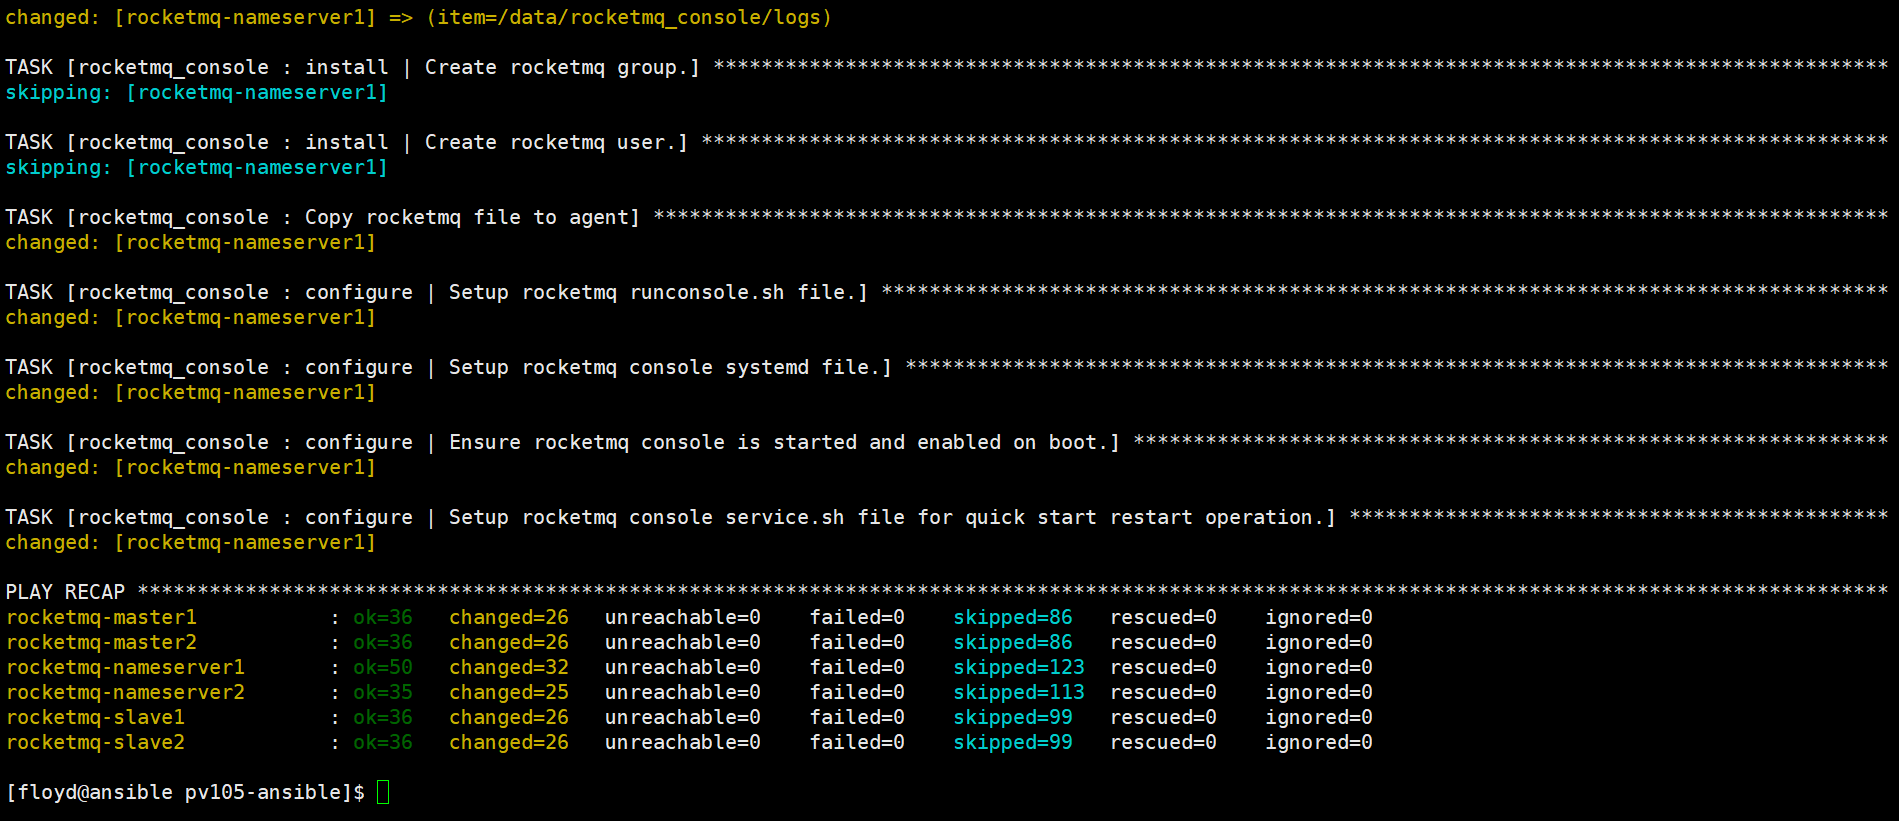 changed: [rocketmq-nameserver1] => (item=/data/rocketmq_console/logs)
TASK [rocketmq_console : install | Create rocketmq group.] **************************************************************************************************
skipping: [rocketmq-nameserver1]
TASK [rocketmq_console : install | Create rocketmq user.] ***************************************************************************************************
skipping: [rocketmq-nameserver1]
TASK [rocketmq_console : Copy rocketmq file to agent] *******************************************************************************************************
changed: [rocketmq-nameserver1]
TASK [rocketmq_console : configure | Setup rocketmq runconsole.sh file.] ************************************************************************************
changed: [rocketmq-nameserver1]
TASK [rocketmq_console : configure | Setup rocketmq console systemd file.] **********************************************************************************
changed: [rocketmq-nameserver1]
TASK [rocketmq_console : configure | Ensure rocketmq console is started and enabled on boot.] ***************************************************************
changed: [rocketmq-nameserver1]
TASK [rocketmq_console : configure | Setup rocketmq console service.sh file for quick start restart operation.] *********************************************
changed: [rocketmq-nameserver1]
PLAY RECAP **************************************************************************************************************************************************
rocketmq-master1 : ok=36 changed=26 unreachable=0 failed=0 skipped=86 rescued=0 ignored=0
rocketmq-master2 : ok=36 changed=26 unreachable=0 failed=0 skipped=86 rescued=0 ignored=0
rocketmq-nameserver1 : ok=50 changed=32 unreachable=0 failed=0 skipped=123 rescued=0 ignored=0
rocketmq-nameserver2 : ok=35 changed=25 unreachable=0 failed=0 skipped=113 rescued=0 ignored=0
rocketmq-slave1 : ok=36 changed=26 unreachable=0 failed=0 skipped=99 rescued=0 ignored=0
rocketmq-slave2 : ok=36 changed=26 unreachable=0 failed=0 skipped=99 rescued=0 ignored=0
[floyd@ansible pv105-ansible]$